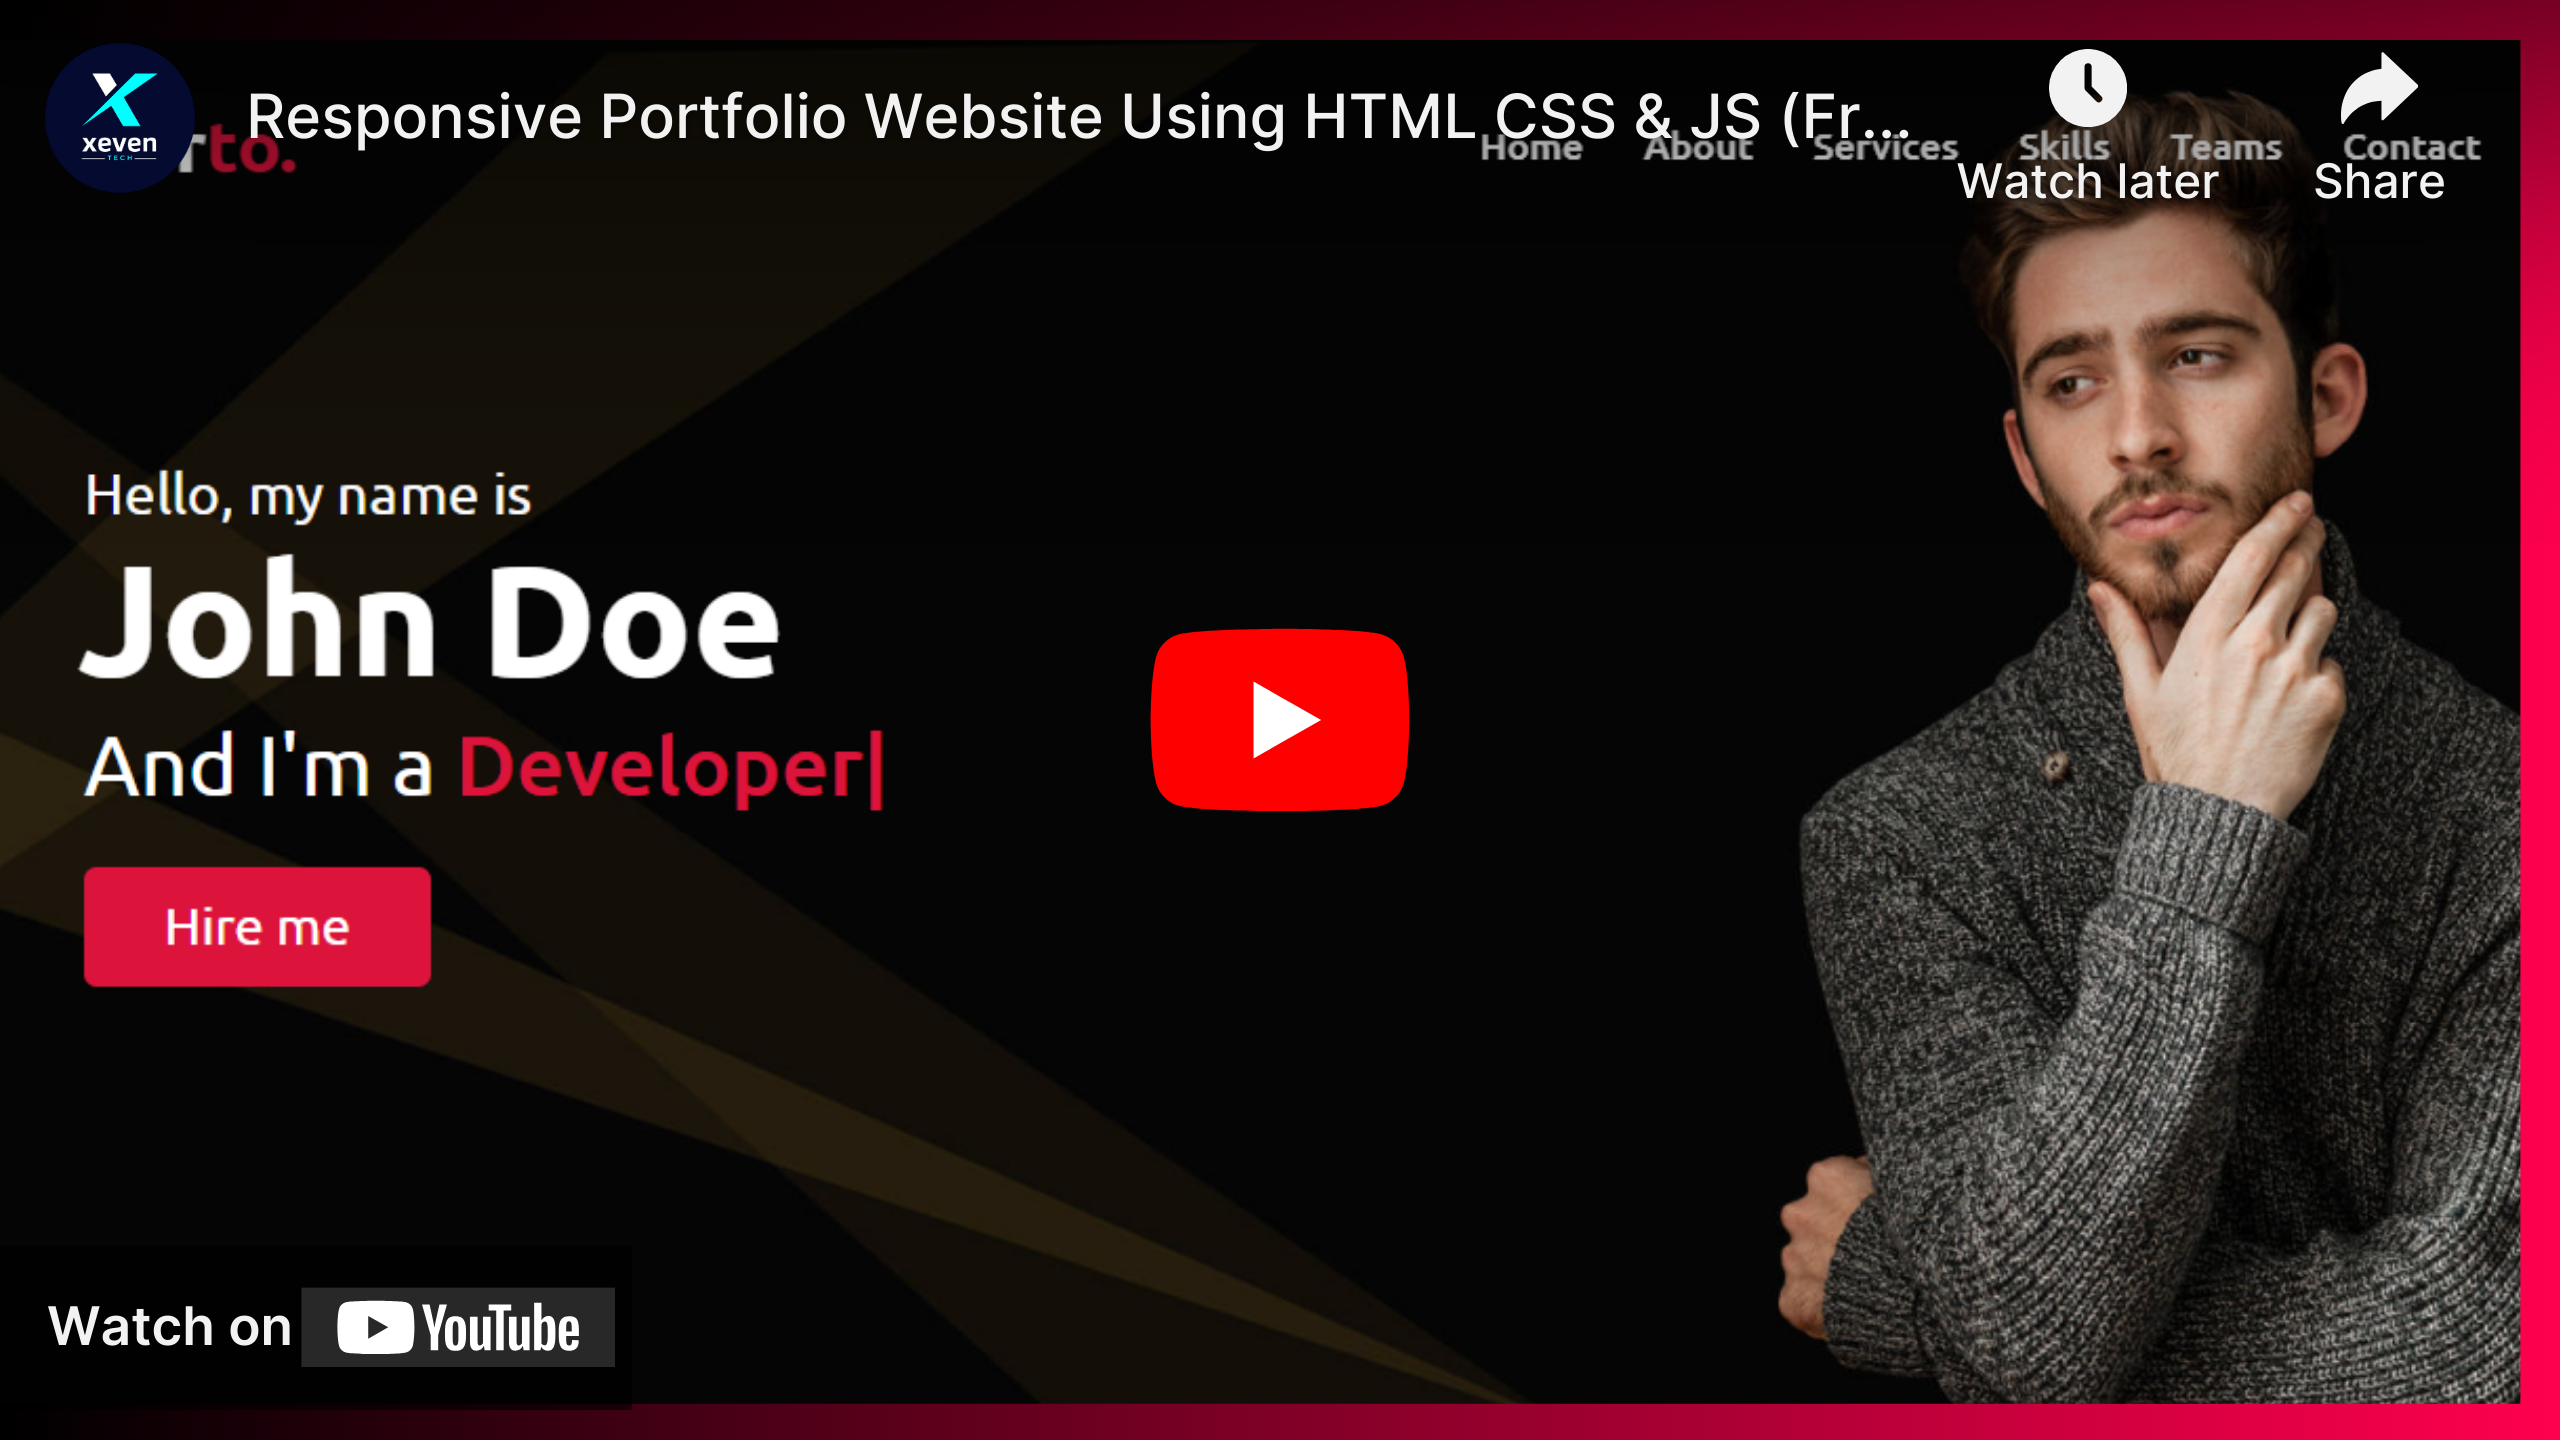 xeven
TECH
rto.
Responsive Portfolio Website Using HTML CSS & JS (Fr...
Home About Services Skills Teams Contact
Watch later
Share
Hello, my name is
John Doe
And I'm a Developer|
Hire me
Watch on YouTube